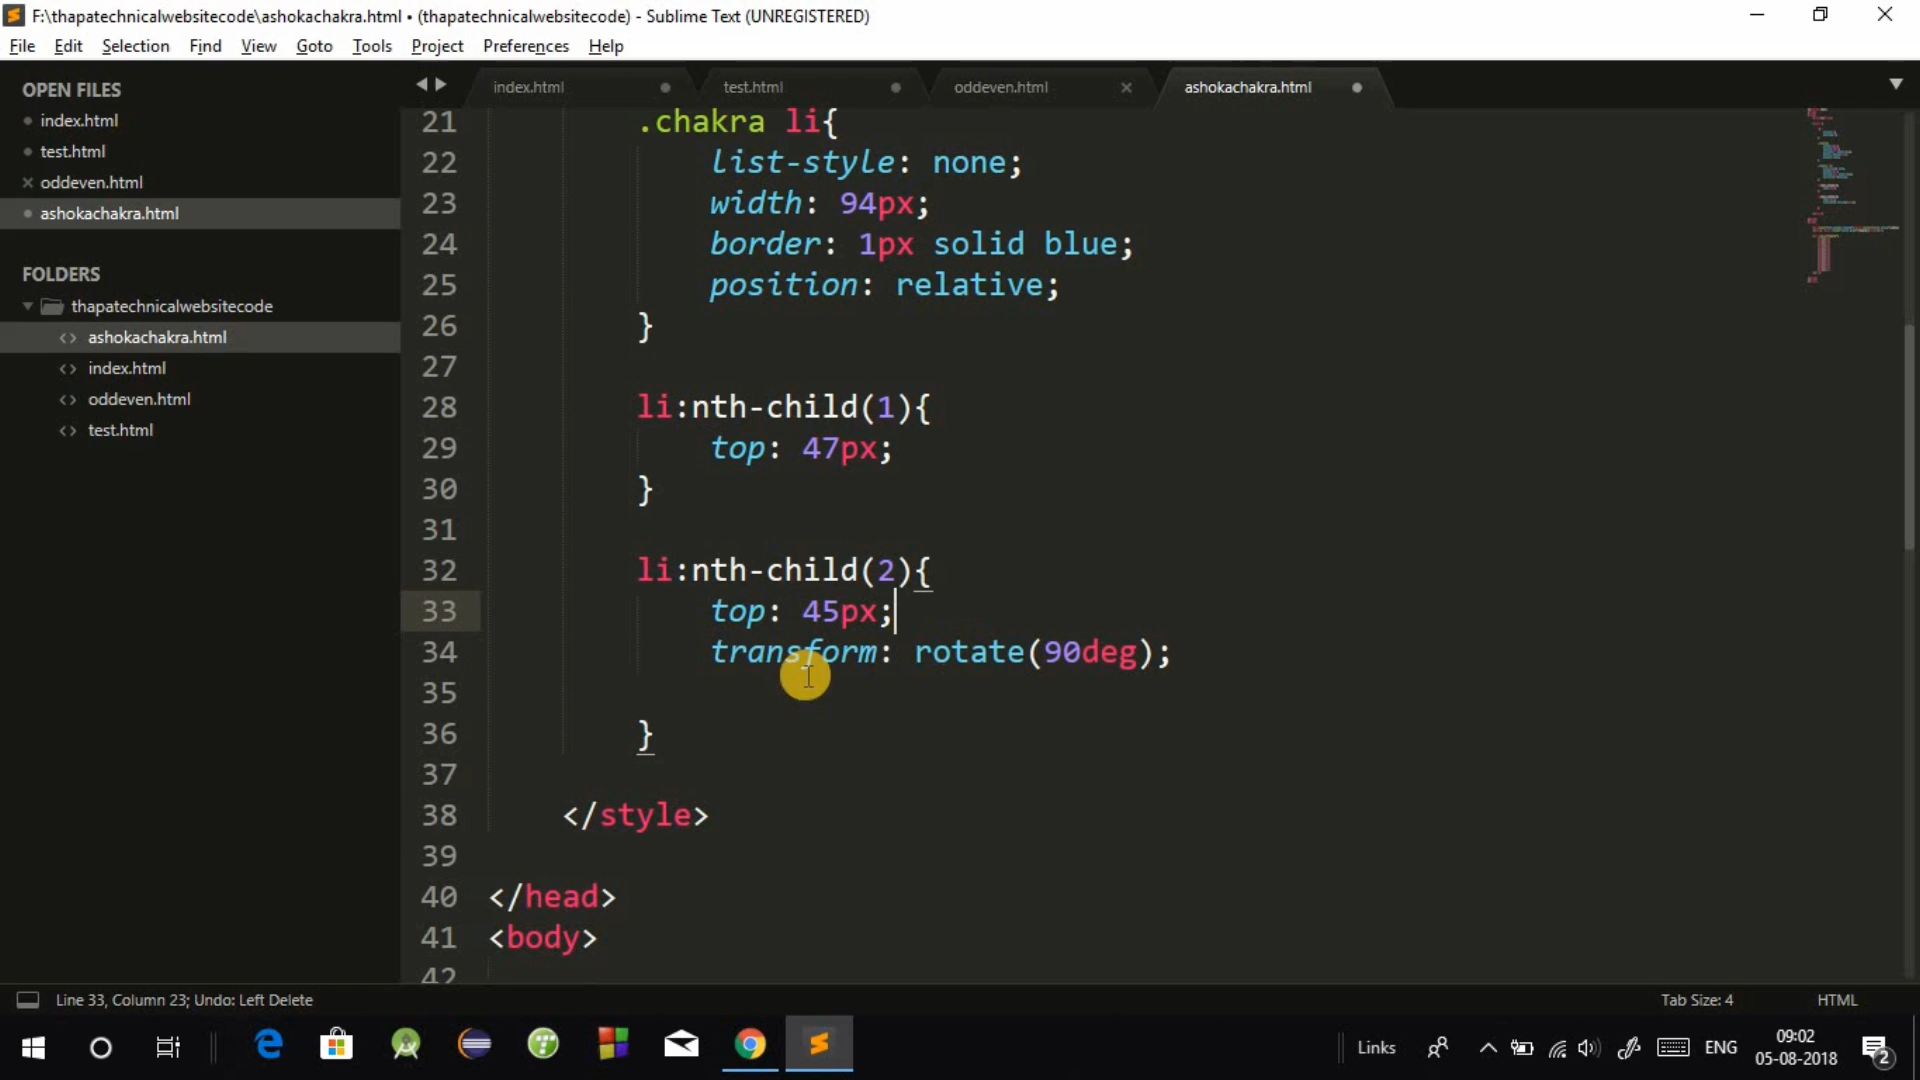 F:\thapatechnicalwebsitecode\ashokachakra.html • (thapatechnicalwebsitecode) - Sublime Text (UNREGISTERED)
File Edit Selection Find View Goto Tools Project Preferences Help
OPEN FILES
index.html
test.html
oddeven.html
ashokachakra.html
FOLDERS
thapatechnicalwebsitecode
ashokachakra.html
index.html
oddeven.html
test.html
index.html test.html oddeven.html ashokachakra.html
21 .chakra li{
22 list-style: none;
23 width: 94px;
24 border: 1px solid blue;
25 position: relative;
26 }
27
28 li:nth-child(1){
29 top: 47px;
30 }
31
32 li:nth-child(2){
33 top: 45px;
34 transform: rotate(90deg);
35
36 }
37
38 </style>
39
40 </head>
41 <body>
42
Line 33, Column 23; Undo: Left Delete Tab Size: 4 HTML
Links ENG 09:02
05-08-2018 2